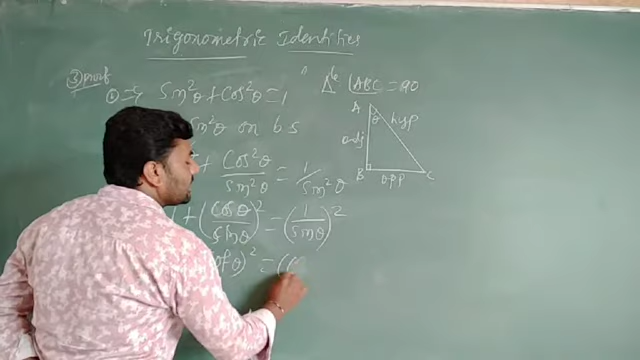 Trigonometric Identities
③ proof
① ⇒ Sin²θ + Cos²θ = 1
Sin²θ on b s
+ Cos²θ/Sin²θ = 1/Sin²θ
1 + (Cosθ/Sinθ)² = (1/Sinθ)²
ot θ)² = (C
△le ∠ABC = 90
A
θ
hyp
adj
B
opp
C